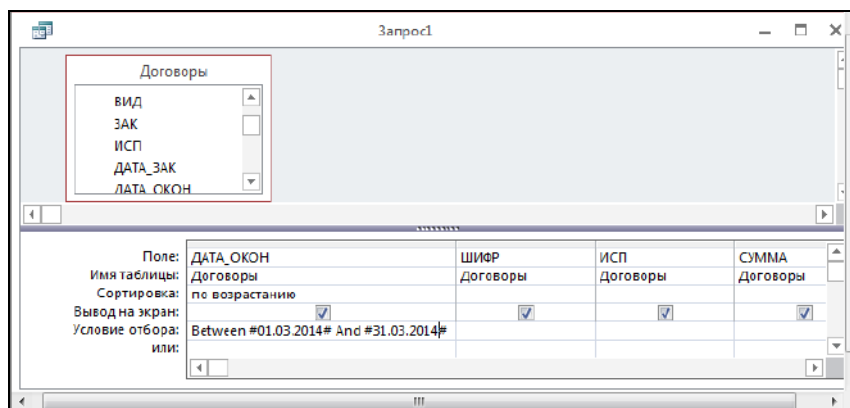 Запрос1
Договоры
ВИД
ЗАК
ИСП
ДАТА_ЗАК
ДАТА_ОКОН
Поле: ДАТА_ОКОН ШИФР ИСП СУММА
Имя таблицы: Договоры Договоры Договоры Договоры
Сортировка: по возрастанию
Вывод на экран:
Условие отбора: Between #01.03.2014# And #31.03.2014#
или: